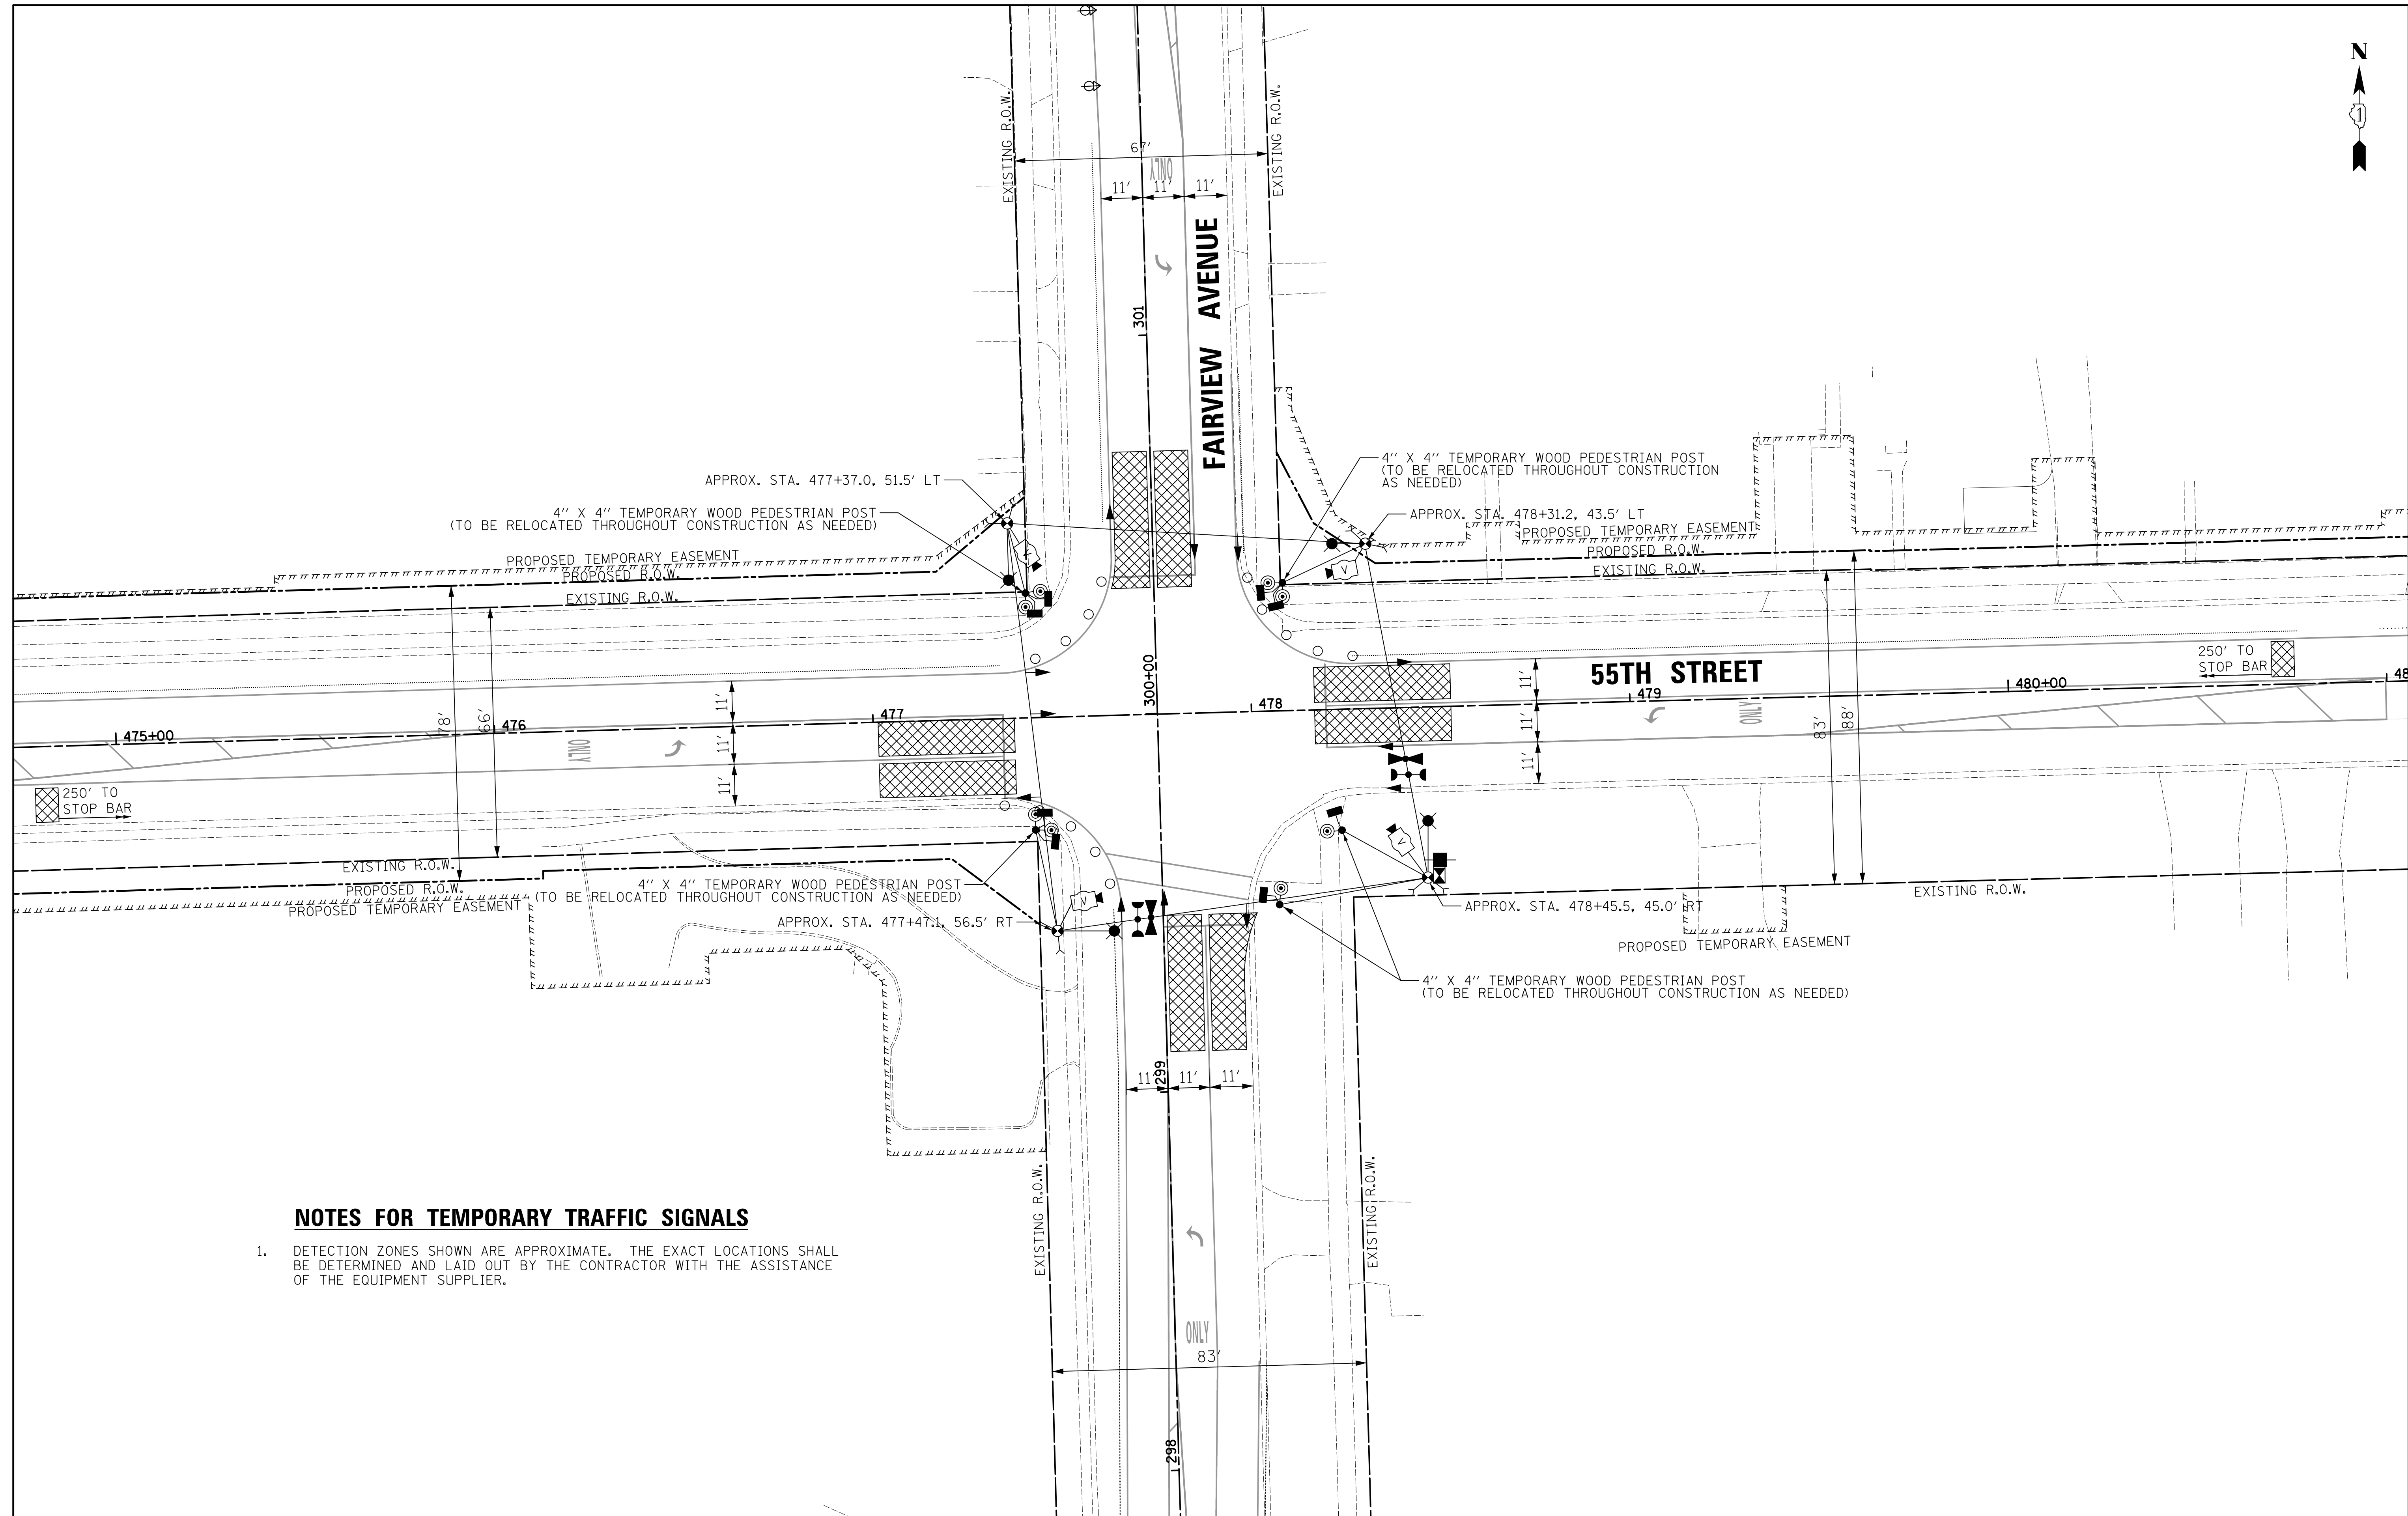 N
1
EXISTING R.O.W.
EXISTING R.O.W.
67'
ONLY
11' 11' 11'
FAIRVIEW AVENUE
301
APPROX. STA. 477+37.0, 51.5' LT
4" X 4" TEMPORARY WOOD PEDESTRIAN POST
(TO BE RELOCATED THROUGHOUT CONSTRUCTION AS NEEDED)
4" X 4" TEMPORARY WOOD PEDESTRIAN POST
(TO BE RELOCATED THROUGHOUT CONSTRUCTION
AS NEEDED)
APPROX. STA. 478+31.2, 43.5' LT
PROPOSED TEMPORARY EASEMENT
PROPOSED R.O.W.
EXISTING R.O.W.
PROPOSED TEMPORARY EASEMENT
PROPOSED R.O.W.
EXISTING R.O.W.
V
V
300+00
55TH STREET
250' TO
STOP BAR
475+00
476
477
478
479
480+00
48
78'
66'
11'
11'
11'
11'
11'
11'
83'
88'
ONLY
ONLY
250' TO
STOP BAR
EXISTING R.O.W.
PROPOSED R.O.W.
PROPOSED TEMPORARY EASEMENT
4" X 4" TEMPORARY WOOD PEDESTRIAN POST
(TO BE RELOCATED THROUGHOUT CONSTRUCTION AS NEEDED)
APPROX. STA. 477+47.1, 56.5' RT
V
V
APPROX. STA. 478+45.5, 45.0' RT
EXISTING R.O.W.
PROPOSED TEMPORARY EASEMENT
4" X 4" TEMPORARY WOOD PEDESTRIAN POST
(TO BE RELOCATED THROUGHOUT CONSTRUCTION AS NEEDED)
11' 11' 11'
299
EXISTING R.O.W.
EXISTING R.O.W.
ONLY
83'
298
NOTES FOR TEMPORARY TRAFFIC SIGNALS
1. DETECTION ZONES SHOWN ARE APPROXIMATE. THE EXACT LOCATIONS SHALL
BE DETERMINED AND LAID OUT BY THE CONTRACTOR WITH THE ASSISTANCE
OF THE EQUIPMENT SUPPLIER.